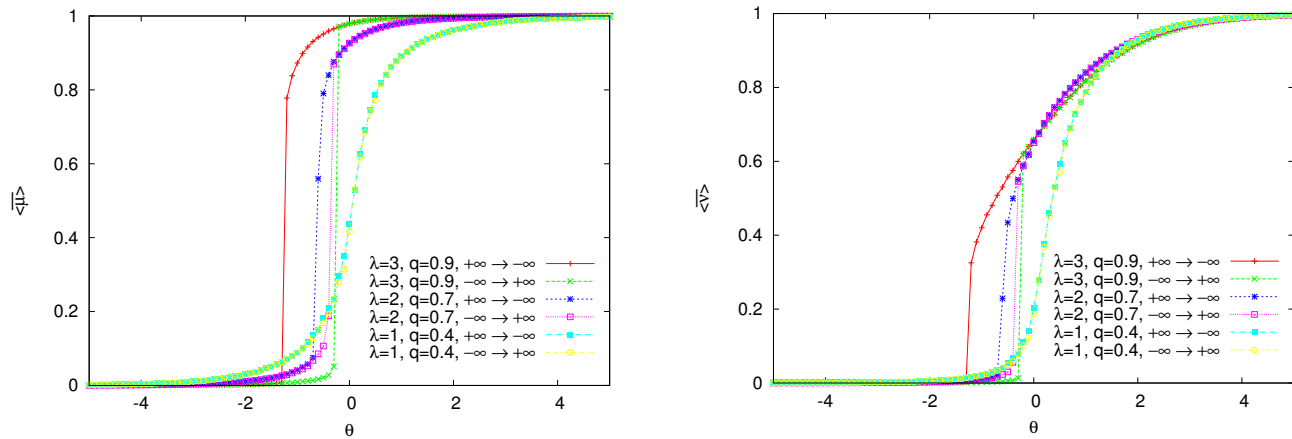 1
0.8
0.6
0.4
0.2
0
-4 -2 0 2 4
θ
<|μ|>
λ=3, q=0.9, +∞ → -∞
λ=3, q=0.9, -∞ → +∞
λ=2, q=0.7, +∞ → -∞
λ=2, q=0.7, -∞ → +∞
λ=1, q=0.4, +∞ → -∞
λ=1, q=0.4, -∞ → +∞
1
0.8
0.6
0.4
0.2
0
-4 -2 0 2 4
θ
<|v|>
λ=3, q=0.9, +∞ → -∞
λ=3, q=0.9, -∞ → +∞
λ=2, q=0.7, +∞ → -∞
λ=2, q=0.7, -∞ → +∞
λ=1, q=0.4, +∞ → -∞
λ=1, q=0.4, -∞ → +∞